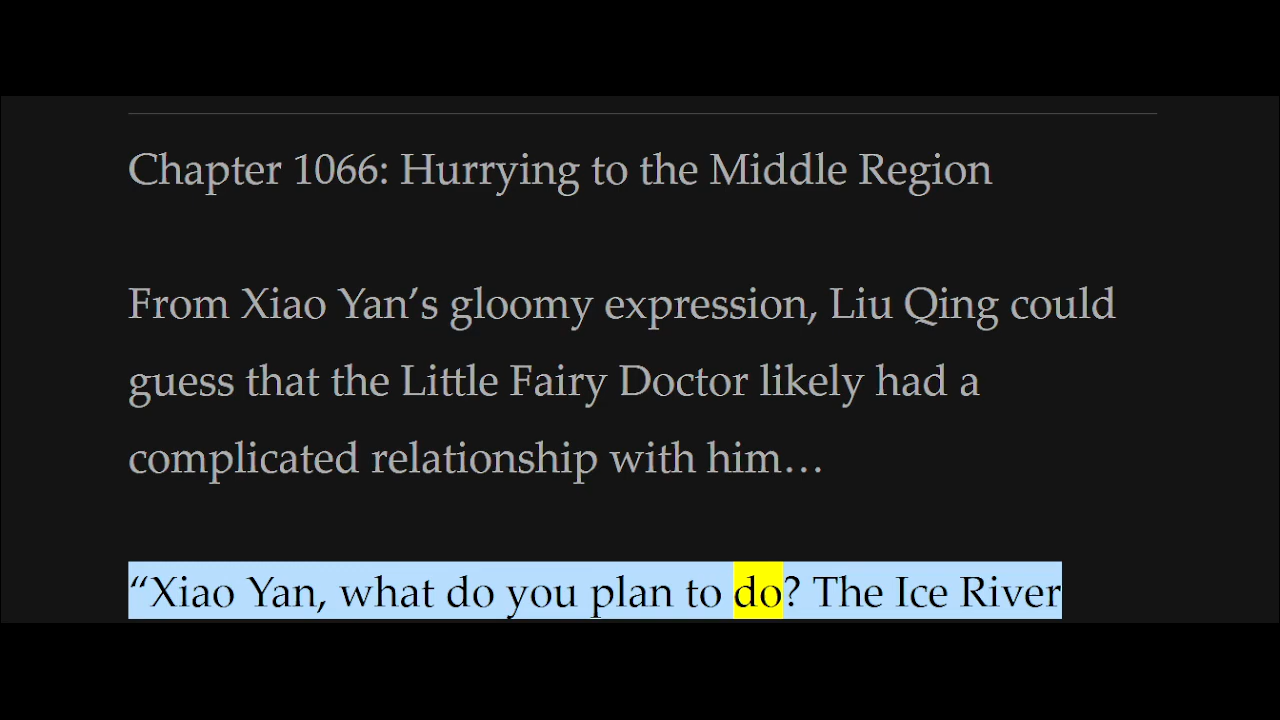 Chapter 1066: Hurrying to the Middle Region
From Xiao Yan’s gloomy expression, Liu Qing could
guess that the Little Fairy Doctor likely had a
complicated relationship with him…
“Xiao Yan, what do you plan to do? The Ice River